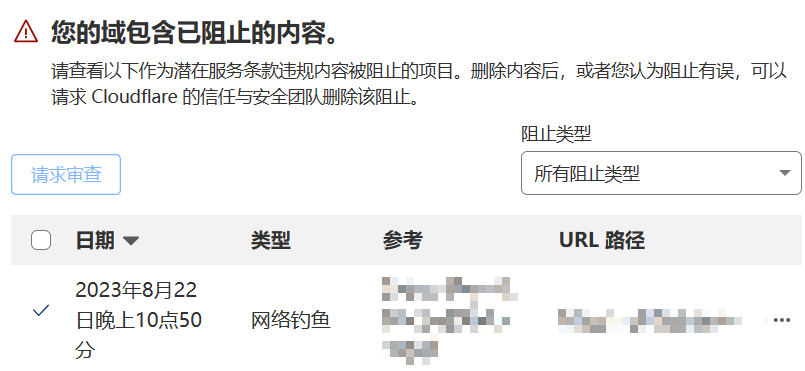 您的域包含已阻止的内容。
请查看以下作为潜在服务条款违规内容被阻止的项目。删除内容后，或者您认为阻止有误，可以
请求 Cloudflare 的信任与安全团队删除该阻止。
阻止类型
请求审查
所有阻止类型
日期 类型 参考 URL 路径
2023年8月22
日晚上10点50
分
网络钓鱼